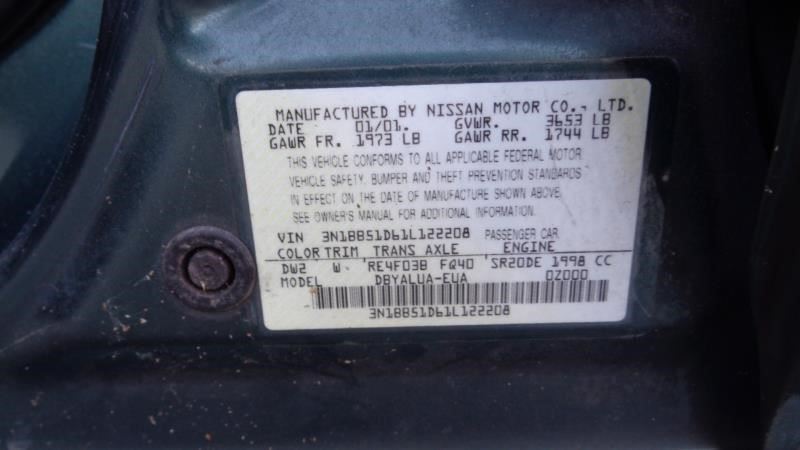 MANUFACTURED BY NISSAN MOTOR CO., LTD.
DATE 01/01. GVWR. 3653 LB
GAWR FR. 1973 LB GAWR RR. 1744 LB
THIS VEHICLE CONFORMS TO ALL APPLICABLE FEDERAL MOTOR
VEHICLE SAFETY, BUMPER AND THEFT PREVENTION STANDARDS
IN EFFECT ON THE DATE OF MANUFACTURE SHOWN ABOVE.
SEE OWNER'S MANUAL FOR ADDITIONAL INFORMATION.
VIN 3N1BB51D61L122208 PASSENGER CAR
COLOR TRIM TRANS AXLE ENGINE
DW2 W. RE4F03B FQ40 SR20DE 1998 CC
MODEL DBYALUA-EUA 0Z000
3N1BB51D61L122208